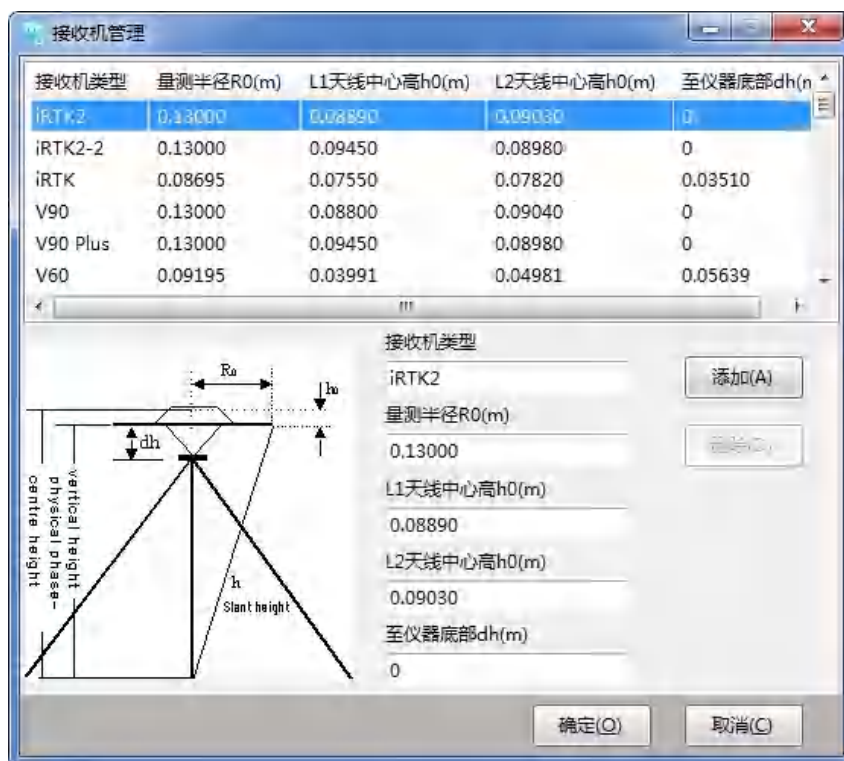 接收机管理
接收机类型 量测半径R0(m) L1天线中心高h0(m) L2天线中心高h0(m) 至仪器底部dh(n
iRTK2 0.13000 0.08890 0.09030 0
iRTK2-2 0.13000 0.09450 0.08980 0
iRTK 0.08695 0.07550 0.07820 0.03510
V90 0.13000 0.08800 0.09040 0
V90 Plus 0.13000 0.09450 0.08980 0
V60 0.09195 0.03991 0.04981 0.05639
R0
h0
dh
vertical height
physical phase-
centre height
h
Slant height
接收机类型
iRTK2
添加(A)
量测半径R0(m)
0.13000
L1天线中心高h0(m)
0.08890
L2天线中心高h0(m)
0.09030
至仪器底部dh(m)
0
确定(O) 取消(C)